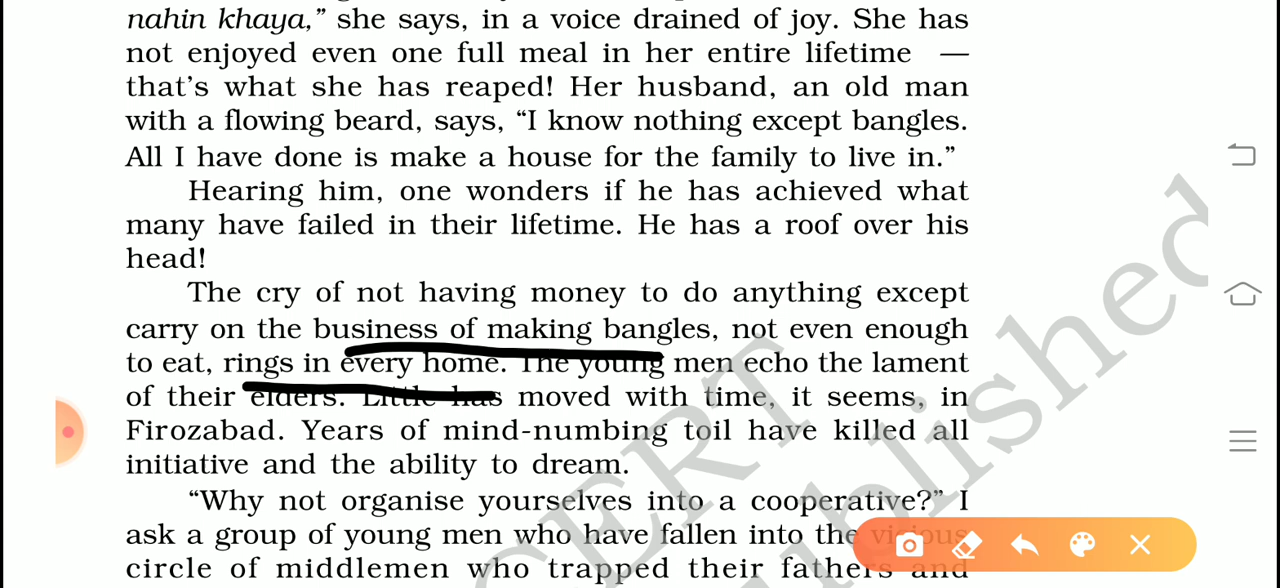 nahin khaya,” she says, in a voice drained of joy. She has
not enjoyed even one full meal in her entire lifetime —
that’s what she has reaped! Her husband, an old man
with a flowing beard, says, “I know nothing except bangles.
All I have done is make a house for the family to live in.”
Hearing him, one wonders if he has achieved what
many have failed in their lifetime. He has a roof over his
head!
The cry of not having money to do anything except
carry on the business of making bangles, not even enough
to eat, rings in every home. The young men echo the lament
of their elders. Little has moved with time, it seems, in
Firozabad. Years of mind-numbing toil have killed all
initiative and the ability to dream.
“Why not organise yourselves into a cooperative?” I
ask a group of young men who have fallen into the vicious
circle of middlemen who trapped their fathers and